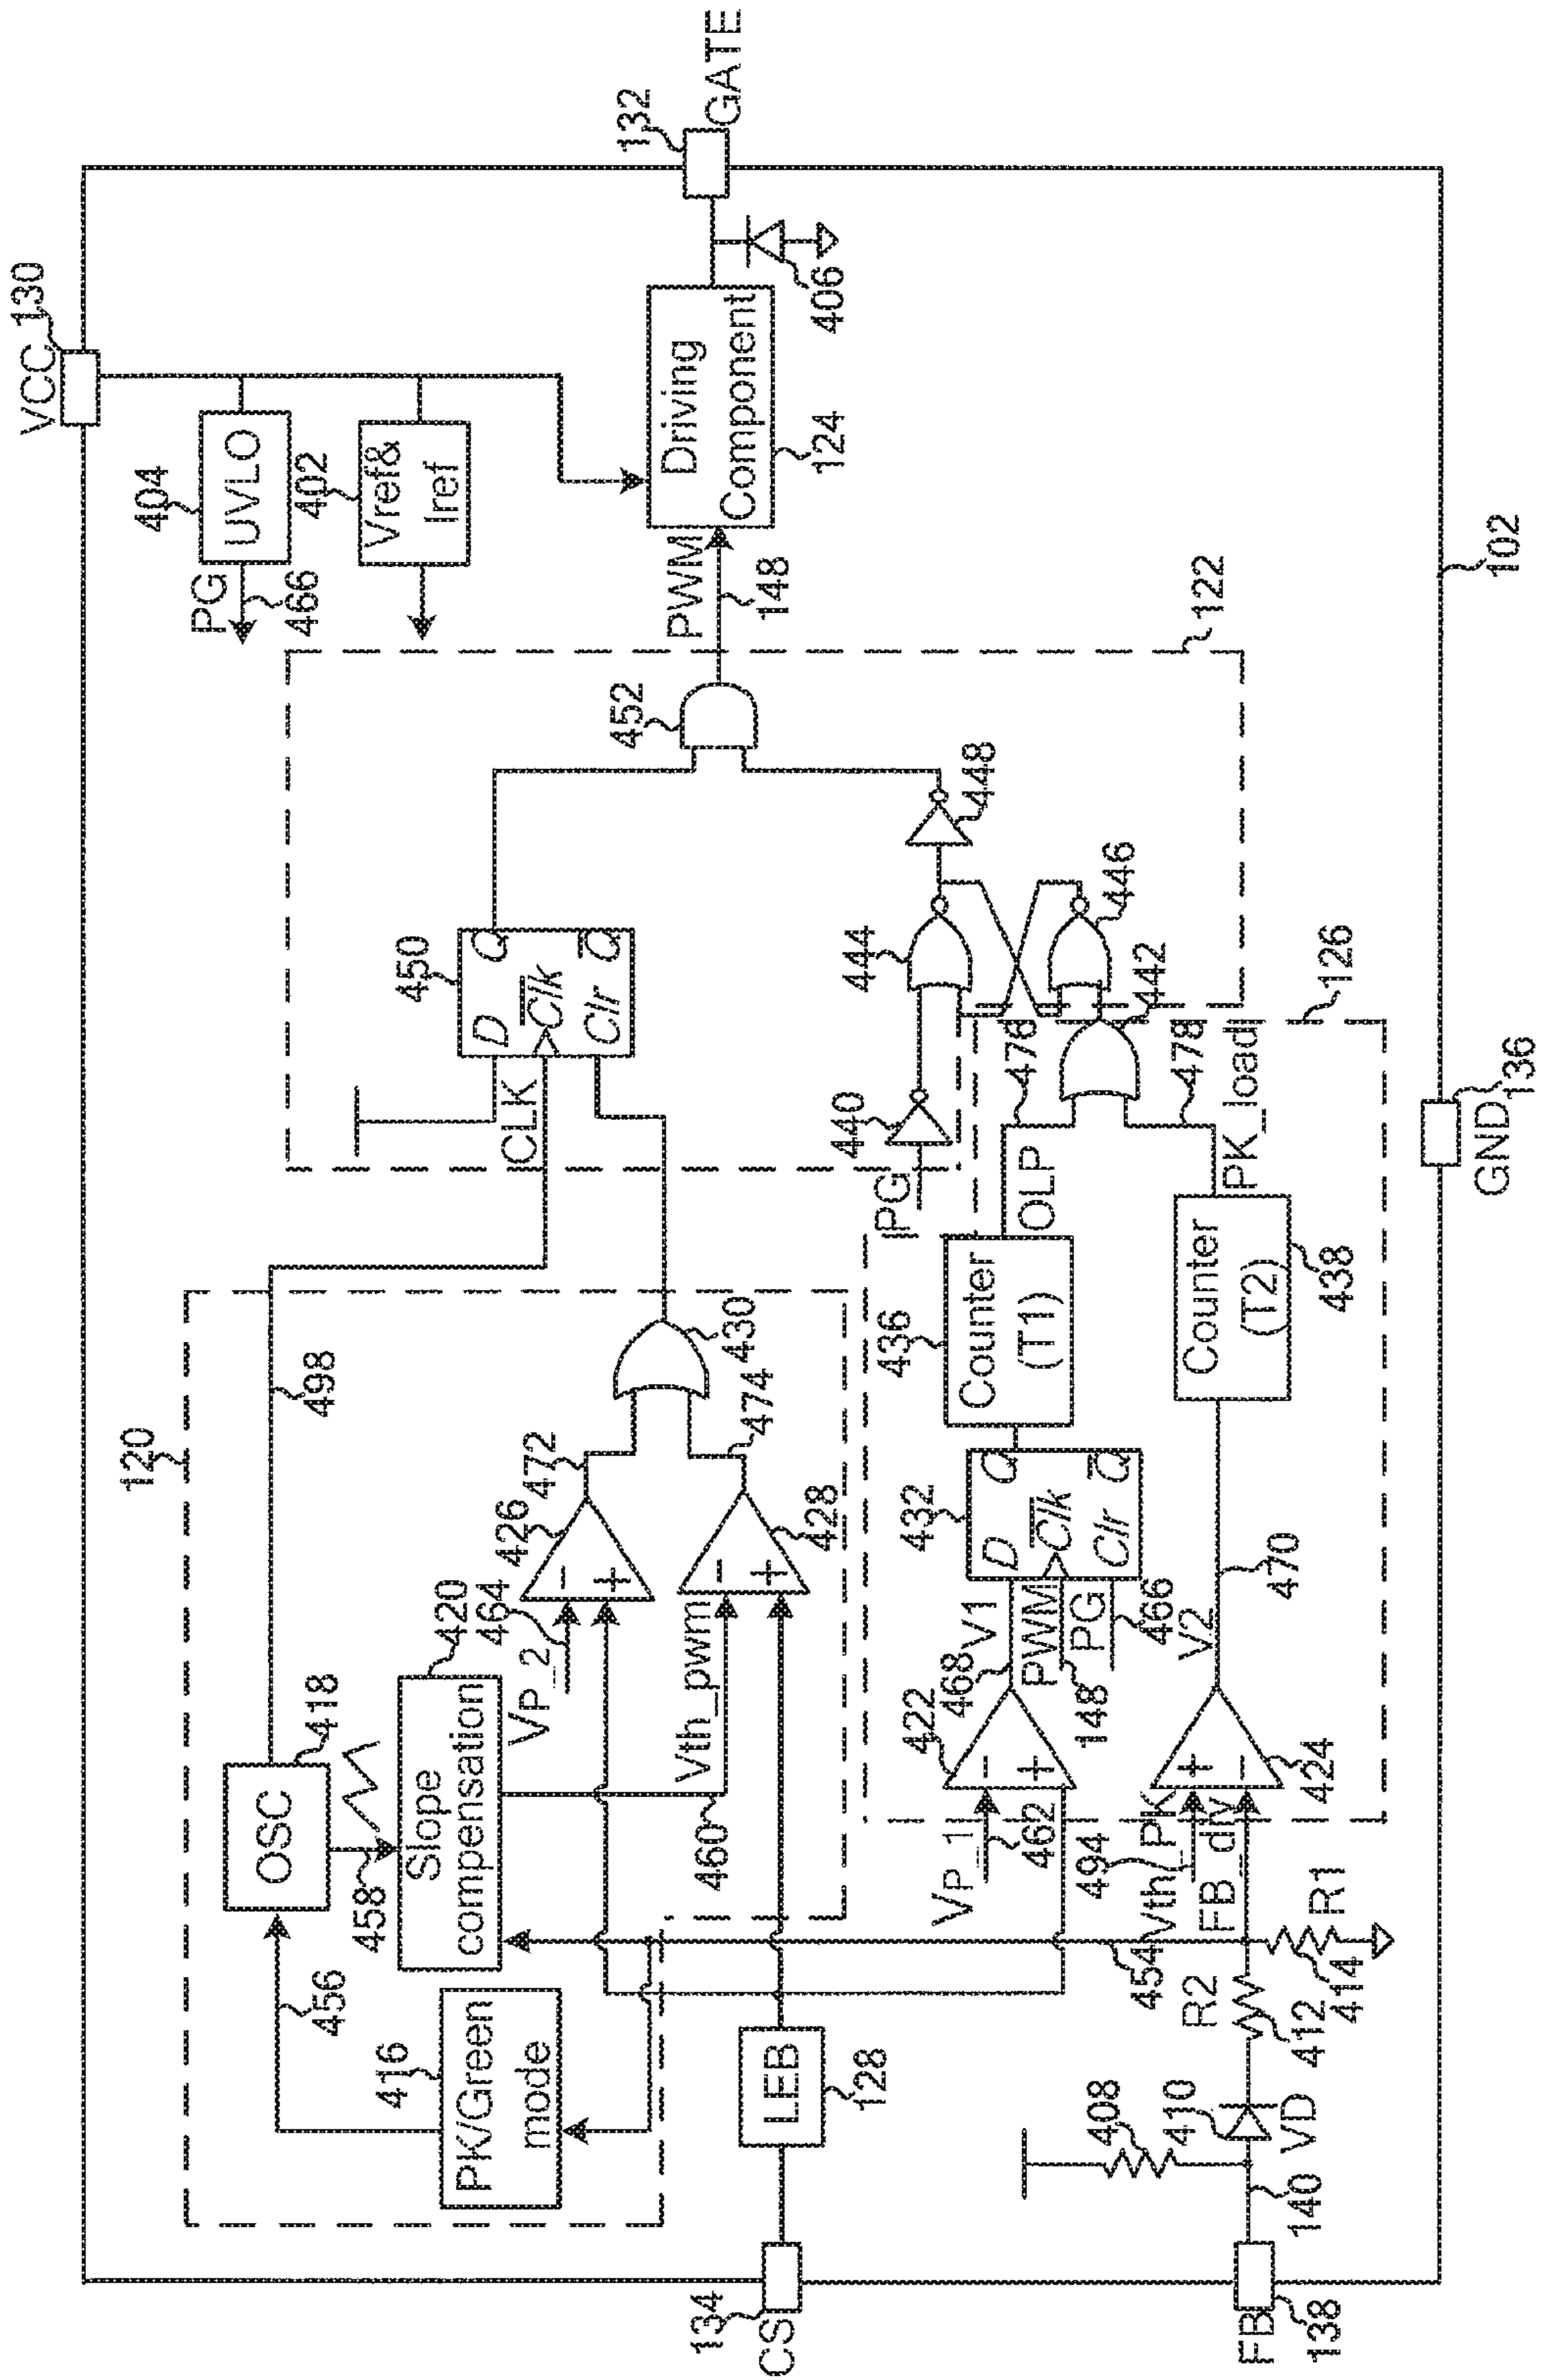 VCC
130
404
UVLO
PG
466
402
Vref&
Iref
132
GATE
Driving
Component
124
406
PWM
148
452
122
102
448
450
D
Q
Clk
Clr
Q
CLK
444
446
442
126
440
PG
476
478
OLP
PK_load
GND
136
120
498
430
472
474
426
428
464
VP_2
Vth_pwm
460
OSC
418
458
420
Slope
compensation
456
416
PK/Green
mode
436
Counter
(T1)
Counter
(T2)
438
432
D
Q
Clk
Clr
Q
V1
468
PWM
148
PG
466
V2
470
422
424
VP_1
462
494
Vth_PK
FB_div
454
R1
414
R2
412
LEB
128
408
410
VD
140
134
CS
FB
138